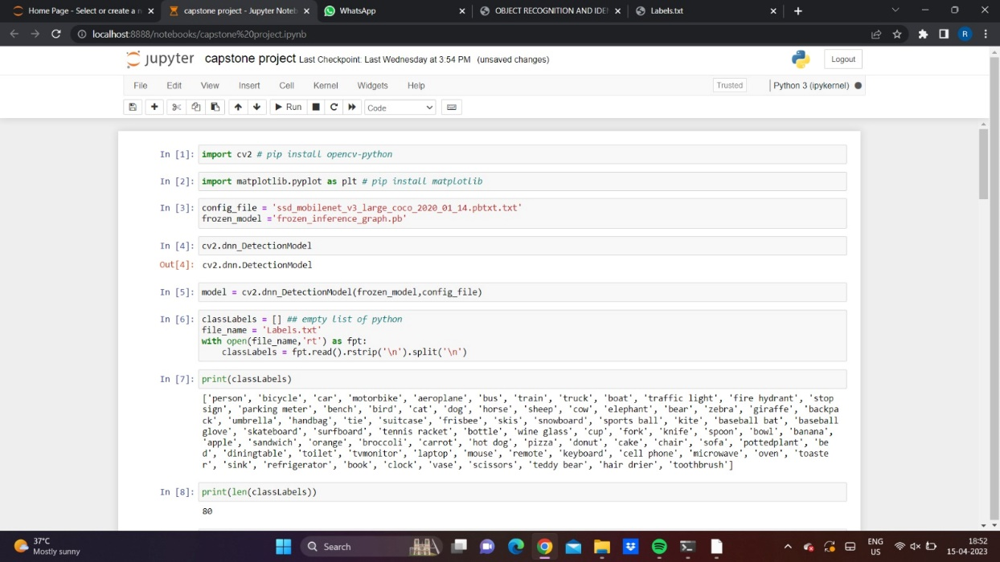 Home Page - Select or create a n
capstone project - Jupyter Noteb
WhatsApp
OBJECT RECOGNITION AND IDE
Labels.txt
localhost:8888/notebooks/capstone%20project.ipynb
R
jupyter capstone project Last Checkpoint: Last Wednesday at 3:54 PM (unsaved changes)
Logout
File Edit View Insert Cell Kernel Widgets Help
Trusted
Python 3 (ipykernel)
Run
Code
In [1]: import cv2 # pip install opencv-python
In [2]: import matplotlib.pyplot as plt # pip install matplotlib
In [3]: config_file = 'ssd_mobilenet_v3_large_coco_2020_01_14.pbtxt.txt'
frozen_model ='frozen_inference_graph.pb'
In [4]: cv2.dnn_DetectionModel
Out[4]: cv2.dnn.DetectionModel
In [5]: model = cv2.dnn_DetectionModel(frozen_model,config_file)
In [6]: classLabels = [] ## empty list of python
file_name = 'Labels.txt'
with open(file_name,'rt') as fpt:
classLabels = fpt.read().rstrip('\n').split('\n')
In [7]: print(classLabels)
['person', 'bicycle', 'car', 'motorbike', 'aeroplane', 'bus', 'train', 'truck', 'boat', 'traffic light', 'fire hydrant', 'stop
sign', 'parking meter', 'bench', 'bird', 'cat', 'dog', 'horse', 'sheep', 'cow', 'elephant', 'bear', 'zebra', 'giraffe', 'backpa
ck', 'umbrella', 'handbag', 'tie', 'suitcase', 'frisbee', 'skis', 'snowboard', 'sports ball', 'kite', 'baseball bat', 'baseball
glove', 'skateboard', 'surfboard', 'tennis racket', 'bottle', 'wine glass', 'cup', 'fork', 'knife', 'spoon', 'bowl', 'banana',
'apple', 'sandwich', 'orange', 'broccoli', 'carrot', 'hot dog', 'pizza', 'donut', 'cake', 'chair', 'sofa', 'pottedplant', 'be
d', 'diningtable', 'toilet', 'tvmonitor', 'laptop', 'mouse', 'remote', 'keyboard', 'cell phone', 'microwave', 'oven', 'toaste
r', 'sink', 'refrigerator', 'book', 'clock', 'vase', 'scissors', 'teddy bear', 'hair drier', 'toothbrush']
In [8]: print(len(classLabels))
80
37°C
Mostly sunny
Search
ENG
US
18:52
15-04-2023